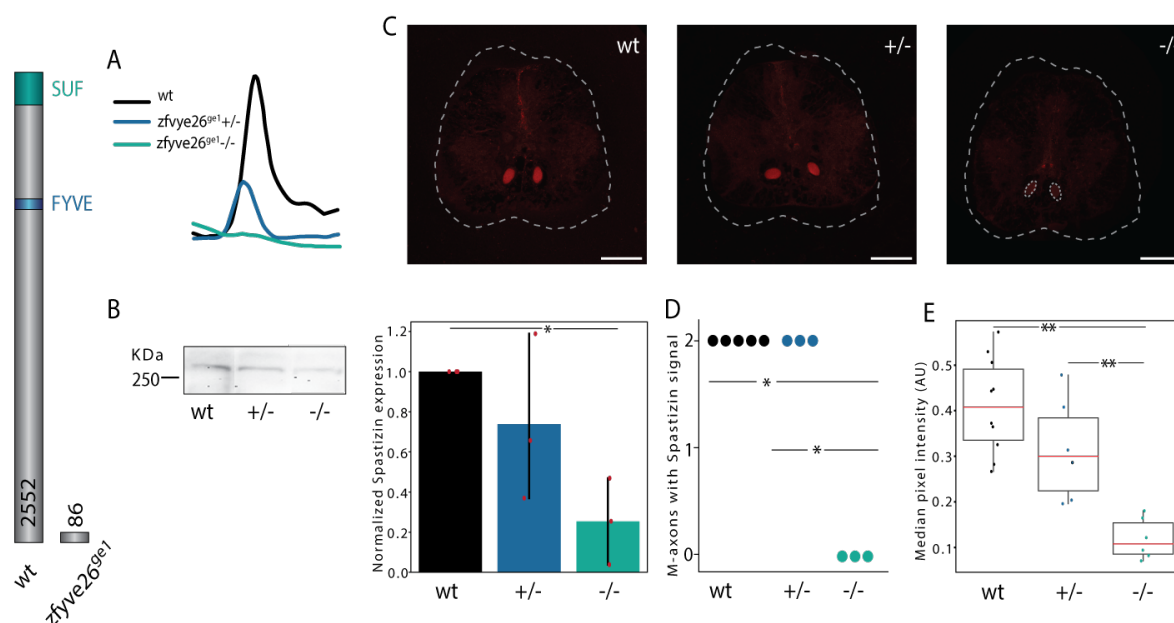 SUF
FYVE
2552
86
wt
zfyve26ge1
A
wt
zfvye26ge1+/-
zfyve26ge1-/-
B
KDa
250
wt +/- -/-
Normalized Spastizin expression
1.2
1.0
0.8
0.6
0.4
0.2
0.0
*
wt +/- -/-
C
wt
+/-
-/-
D
M-axons with Spastizin signal
2
1
0
*
*
wt +/- -/-
E
Median pixel intensity (AU)
0.5
0.4
0.3
0.2
0.1
**
**
wt +/- -/-